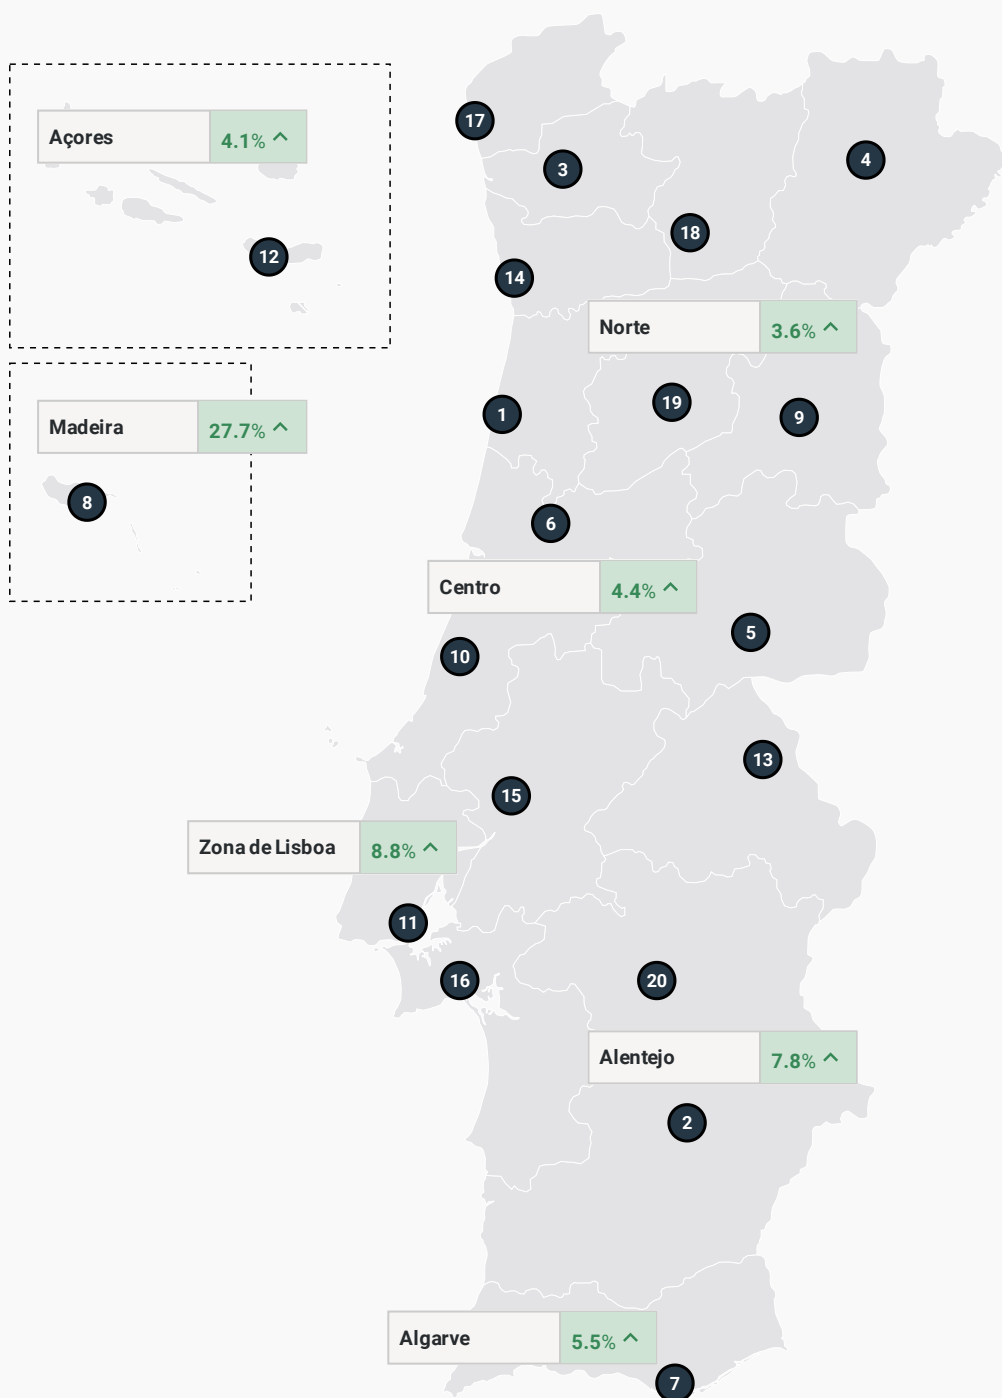 17
Açores 4.1%
3
4
18
12
14
Norte 3.6%
19
1
9
Madeira 27.7%
8
6
Centro 4.4%
5
10
13
15
Zona de Lisboa 8.8%
11
16
20
Alentejo 7.8%
2
Algarve 5.5%
7